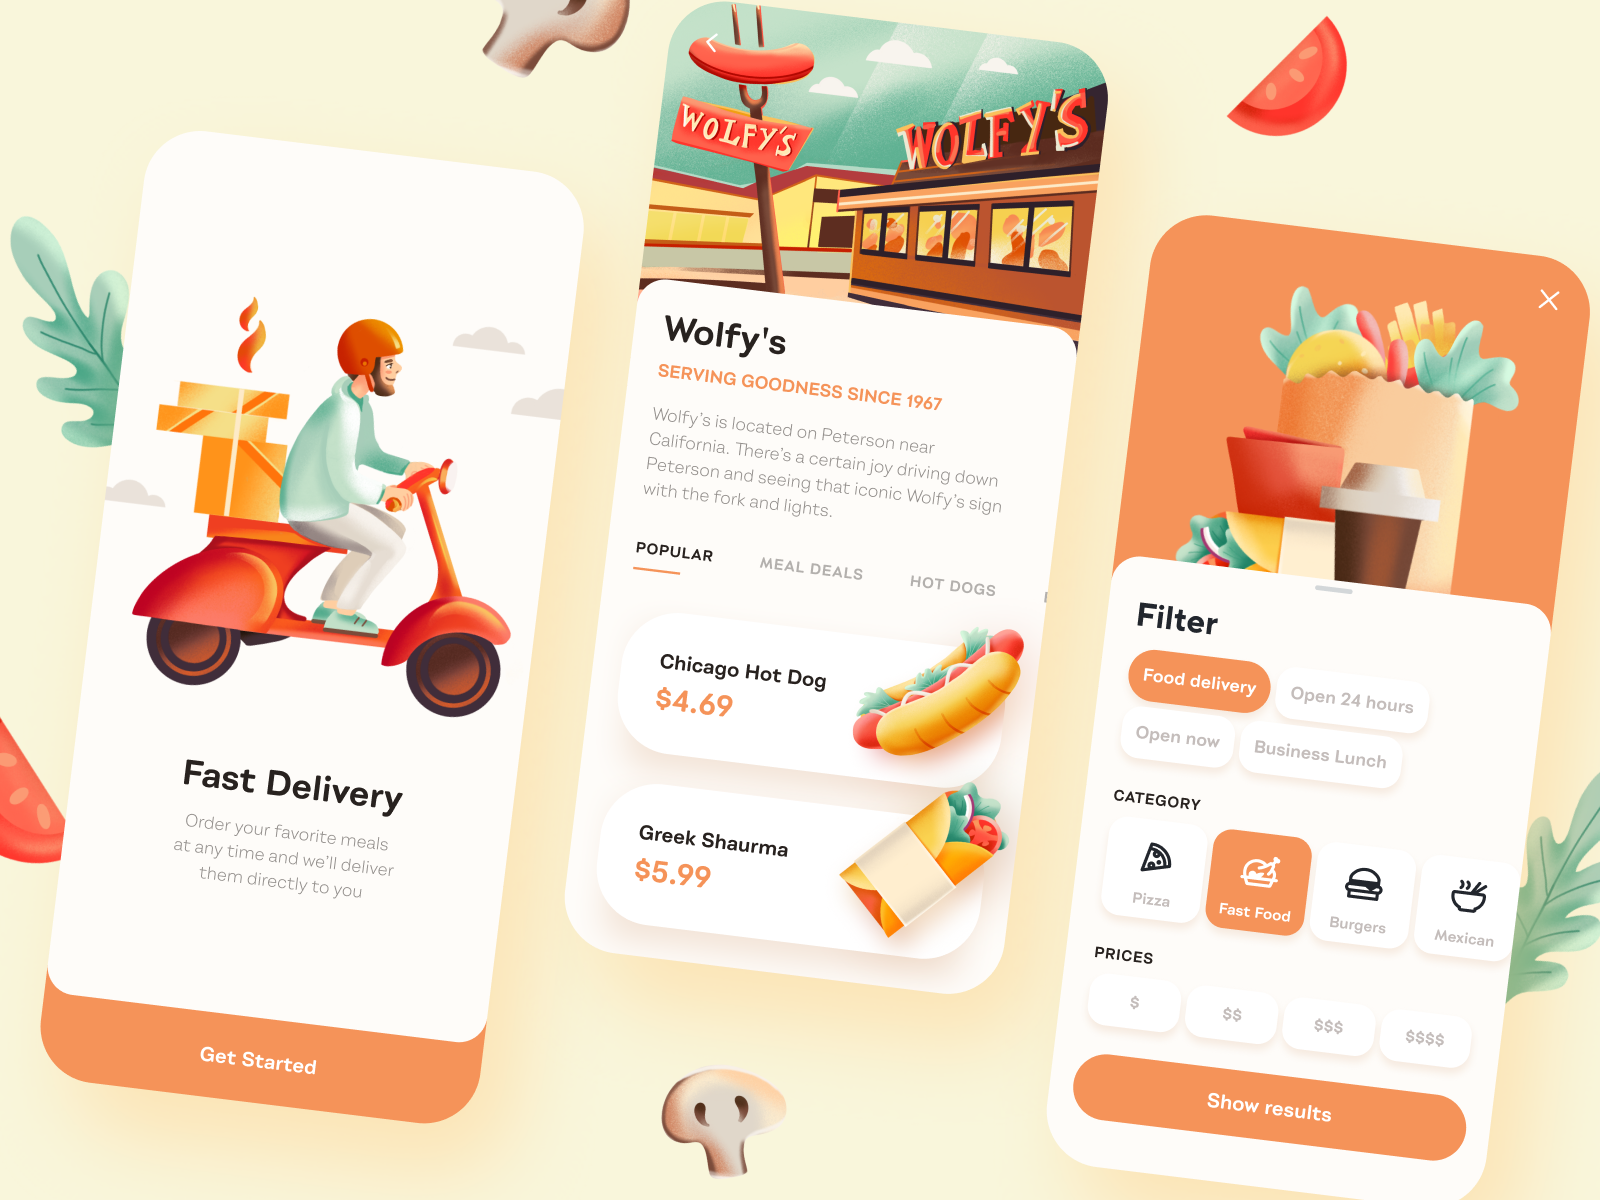 Fast Delivery
Order your favorite meals
at any time and we'll deliver
them directly to you
Get Started
WOLFY'S
WOLFY'S
Wolfy's
SERVING GOODNESS SINCE 1967
Wolfy's is located on Peterson near
California. There's a certain joy driving down
Peterson and seeing that iconic Wolfy's sign
with the fork and lights.
POPULAR
MEAL DEALS
HOT DOGS
Chicago Hot Dog
$4.69
Greek Shaurma
$5.99
Filter
Food delivery
Open 24 hours
Open now
Business Lunch
CATEGORY
Pizza
Fast Food
Burgers
Mexican
PRICES
$
$$
$$$
$$$$
Show results